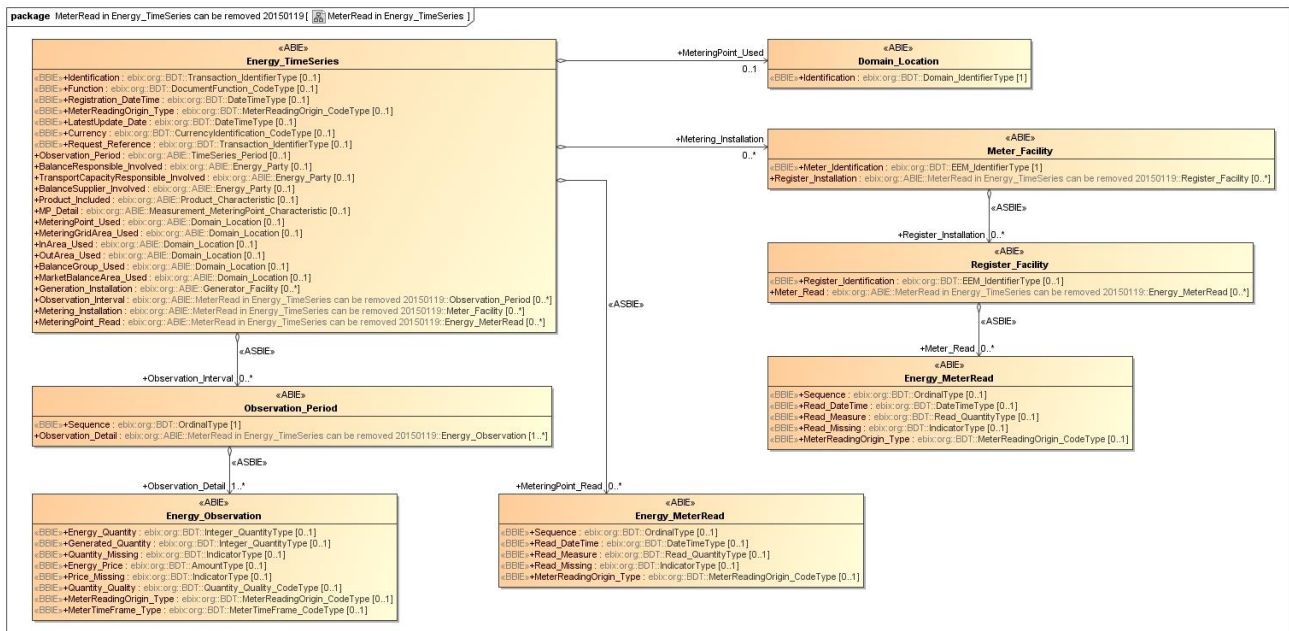 package MeterRead in Energy_TimeSeries can be removed 20150119[ MeterRead in Energy_TimeSeries ]
«ABIE»
Energy_TimeSeries
«BBIE»+Identification : ebix:org::BDT::Transaction_IdentifierType [0..1]
«BBIE»+Function : ebix:org::BDT::DocumentFunction_CodeType [0..1]
«BBIE»+Registration_DateTime : ebix:org::BDT::DateTimeType [0..1]
«BBIE»+MeterReadingOrigin_Type : ebix:org::BDT::MeterReadingOrigin_CodeType [0..1]
«BBIE»+LatestUpdate_Date : ebix:org::BDT::DateTimeType [0..1]
«BBIE»+Currency : ebix:org::BDT::CurrencyIdentification_CodeType [0..1]
«BBIE»+Request_Reference : ebix:org::BDT::Transaction_IdentifierType [0..1]
+Observation_Period : ebix:org::ABIE::TimeSeries_Period [0..1]
+BalanceResponsible_Involved : ebix:org::ABIE::Energy_Party [0..1]
+TransportCapacityResponsible_Involved : ebix:org::ABIE::Energy_Party [0..1]
+BalanceSupplier_Involved : ebix:org::ABIE::Energy_Party [0..1]
+Product_Included : ebix:org::ABIE::Product_Characteristic [0..1]
+MP_Detail : ebix:org::ABIE::Measurement_MeteringPoint_Characteristic [0..1]
+MeteringPoint_Used : ebix:org::ABIE::Domain_Location [0..1]
+MeteringGridArea_Used : ebix:org::ABIE::Domain_Location [0..1]
+InArea_Used : ebix:org::ABIE::Domain_Location [0..1]
+OutArea_Used : ebix:org::ABIE::Domain_Location [0..1]
+BalanceGroup_Used : ebix:org::ABIE::Domain_Location [0..1]
+MarketBalanceArea_Used : ebix:org::ABIE::Domain_Location [0..1]
+Generation_Installation : ebix:org::ABIE::Generator_Facility [0..*]
+Observation_Interval : ebix:org::ABIE::MeterRead in Energy_TimeSeries can be removed 20150119::Observation_Period [0..*]
+Metering_Installation : ebix:org::ABIE::MeterRead in Energy_TimeSeries can be removed 20150119::Meter_Facility [0..*]
+MeteringPoint_Read : ebix:org::ABIE::MeterRead in Energy_TimeSeries can be removed 20150119::Energy_MeterRead [0..*]
+MeteringPoint_Used
0..1
«ABIE»
Domain_Location
«BBIE»+Identification : ebix:org::BDT::Domain_IdentifierType [1]
+Metering_Installation
0..*
«ABIE»
Meter_Facility
«BBIE»+Meter_Identification : ebix:org::BDT::EEM_IdentifierType [1]
+Register_Installation : ebix:org::ABIE::MeterRead in Energy_TimeSeries can be removed 20150119::Register_Facility [0..*]
«ASBIE»
+Register_Installation 0..*
«ABIE»
Register_Facility
«BBIE»+Register_Identification : ebix:org::BDT::EEM_IdentifierType [0..1]
+Meter_Read : ebix:org::ABIE::MeterRead in Energy_TimeSeries can be removed 20150119::Energy_MeterRead [0..*]
«ASBIE»
+Meter_Read 0..*
«ABIE»
Energy_MeterRead
«BBIE»+Sequence : ebix:org::BDT::OrdinalType [0..1]
«BBIE»+Read_DateTime : ebix:org::BDT::DateTimeType [0..1]
«BBIE»+Read_Measure : ebix:org::BDT::Read_QuantityType [0..1]
«BBIE»+Read_Missing : ebix:org::BDT::IndicatorType [0..1]
«BBIE»+MeterReadingOrigin_Type : ebix:org::BDT::MeterReadingOrigin_CodeType [0..1]
«ASBIE»
«ASBIE»
+Observation_Interval 0..*
«ABIE»
Observation_Period
«BBIE»+Sequence : ebix:org::BDT::OrdinalType [1]
+Observation_Detail : ebix:org::ABIE::MeterRead in Energy_TimeSeries can be removed 20150119::Energy_Observation [1..*]
«ASBIE»
+Observation_Detail 1..*
«ABIE»
Energy_Observation
«BBIE»+Energy_Quantity : ebix:org::BDT::Integer_QuantityType [0..1]
«BBIE»+Generated_Quantity : ebix:org::BDT::Integer_QuantityType [0..1]
«BBIE»+Quantity_Missing : ebix:org::BDT::IndicatorType [0..1]
«BBIE»+Energy_Price : ebix:org::BDT::AmountType [0..1]
«BBIE»+Price_Missing : ebix:org::BDT::IndicatorType [0..1]
«BBIE»+Quantity_Quality : ebix:org::BDT::Quantity_Quality_CodeType [0..1]
«BBIE»+MeterReadingOrigin_Type : ebix:org::BDT::MeterReadingOrigin_CodeType [0..1]
«BBIE»+MeterTimeFrame_Type : ebix:org::BDT::MeterTimeFrame_CodeType [0..1]
+MeteringPoint_Read 0..*
«ABIE»
Energy_MeterRead
«BBIE»+Sequence : ebix:org::BDT::OrdinalType [0..1]
«BBIE»+Read_DateTime : ebix:org::BDT::DateTimeType [0..1]
«BBIE»+Read_Measure : ebix:org::BDT::Read_QuantityType [0..1]
«BBIE»+Read_Missing : ebix:org::BDT::IndicatorType [0..1]
«BBIE»+MeterReadingOrigin_Type : ebix:org::BDT::MeterReadingOrigin_CodeType [0..1]